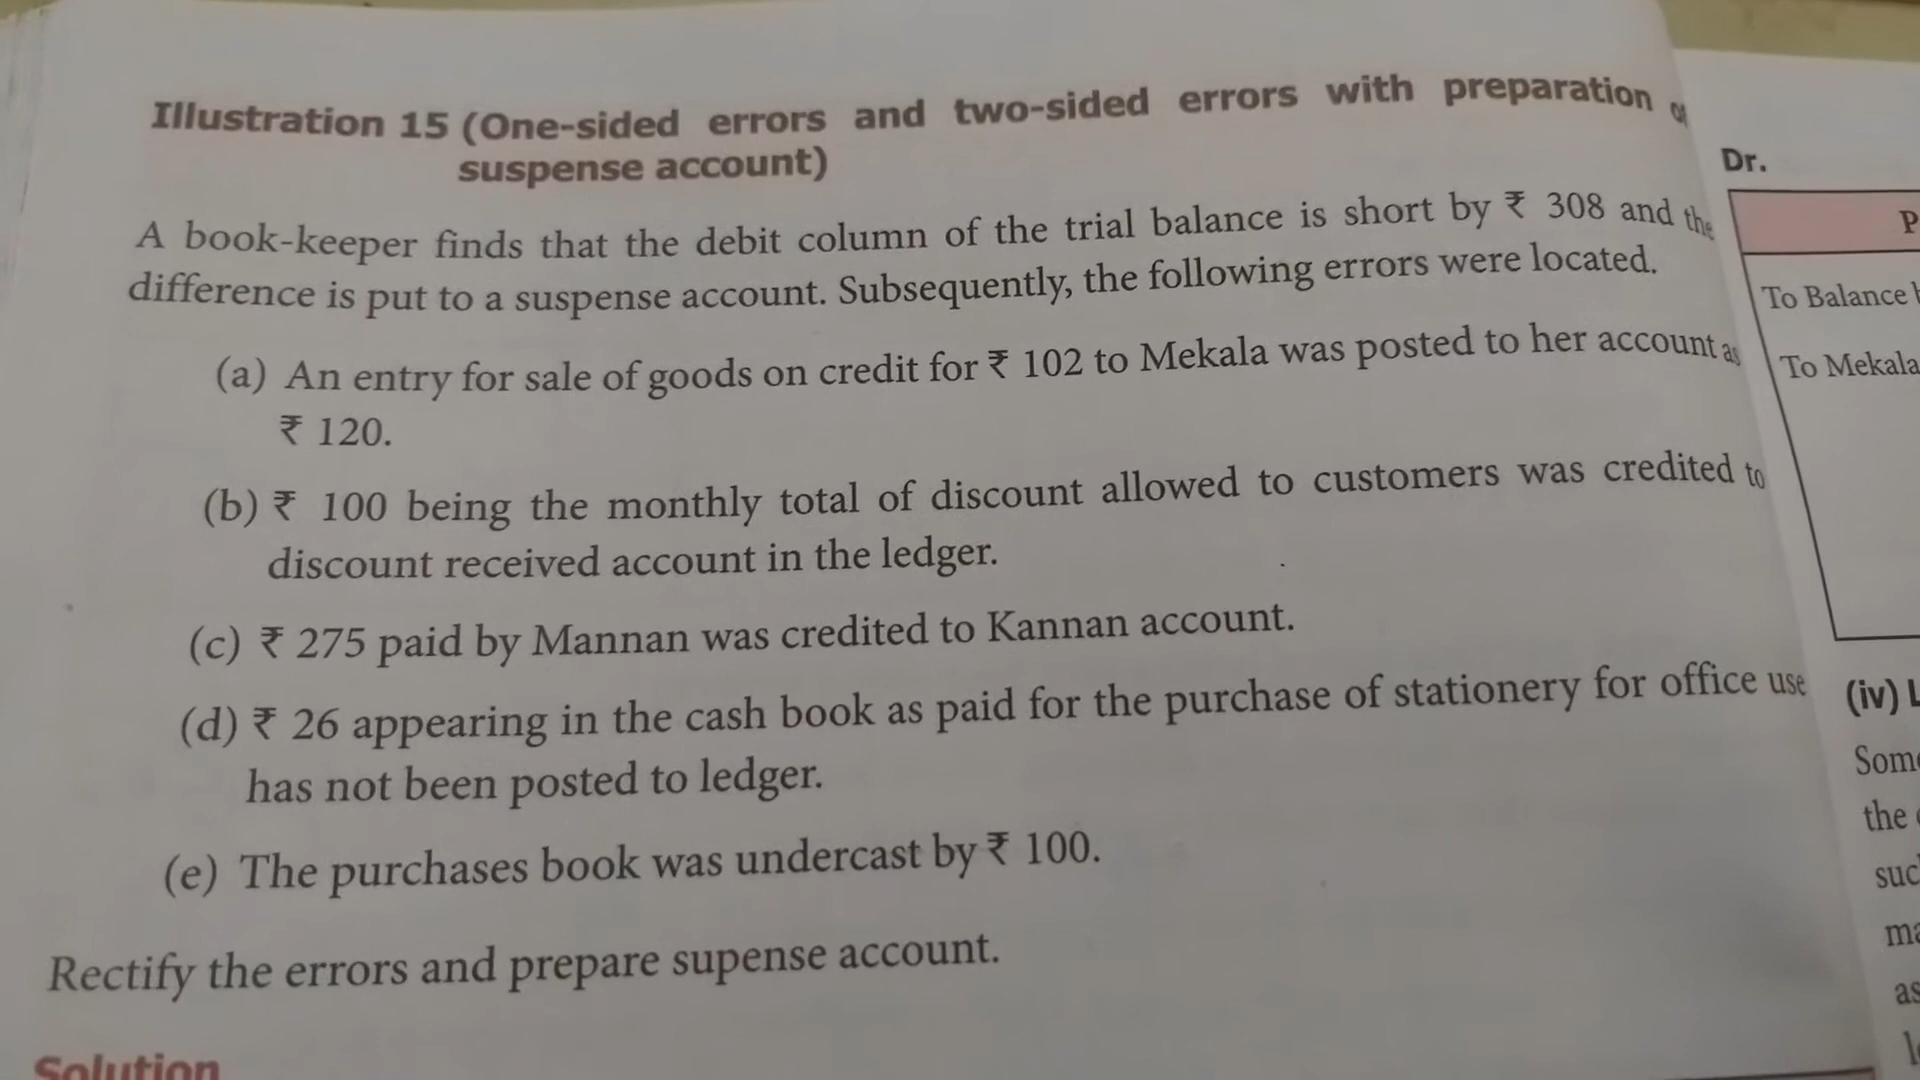 Illustration 15 (One-sided errors and two-sided errors with preparation of
suspense account)
A book-keeper finds that the debit column of the trial balance is short by ₹ 308 and the
difference is put to a suspense account. Subsequently, the following errors were located.
(a) An entry for sale of goods on credit for ₹ 102 to Mekala was posted to her account as
₹ 120.
(b) ₹ 100 being the monthly total of discount allowed to customers was credited to
discount received account in the ledger.
(c) ₹ 275 paid by Mannan was credited to Kannan account.
(d) ₹ 26 appearing in the cash book as paid for the purchase of stationery for office use
has not been posted to ledger.
(e) The purchases book was undercast by ₹ 100.
Rectify the errors and prepare supense account.
Solution
Dr.
P
To Balance
To Mekala
(iv)
the